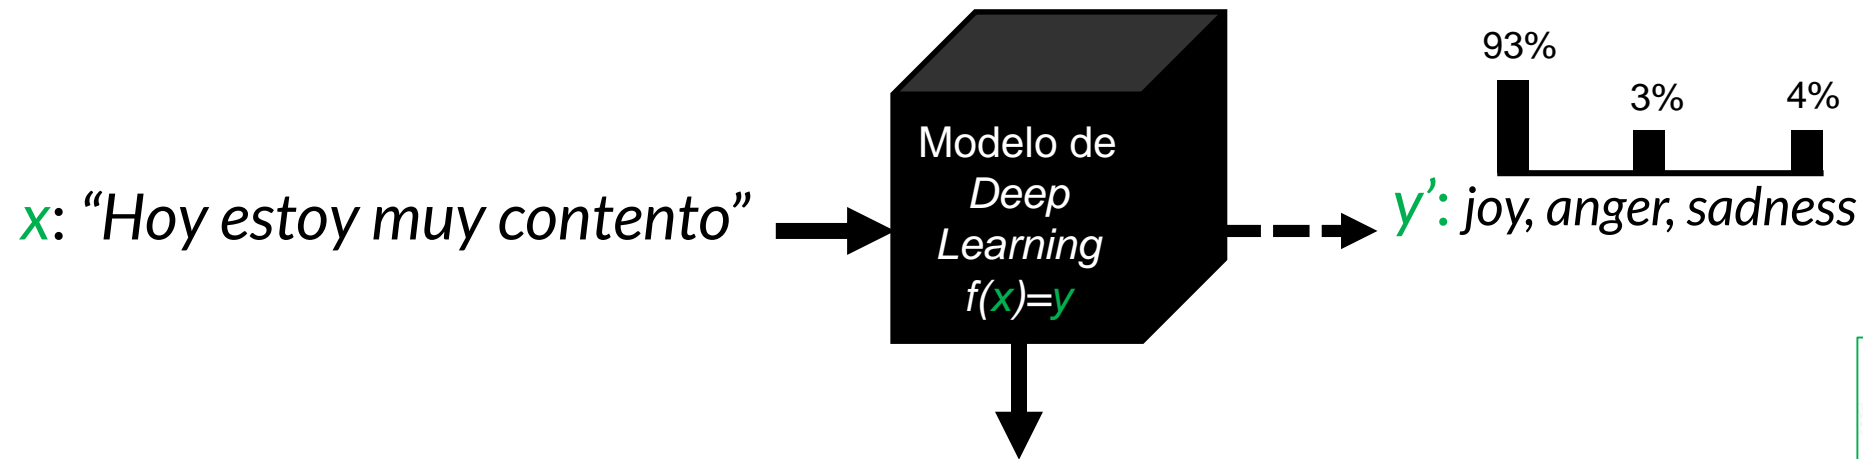 x: “Hoy estoy muy contento”
Modelo de
Deep
Learning
f(x)=y
93%
3%
4%
y’: joy, anger, sadness